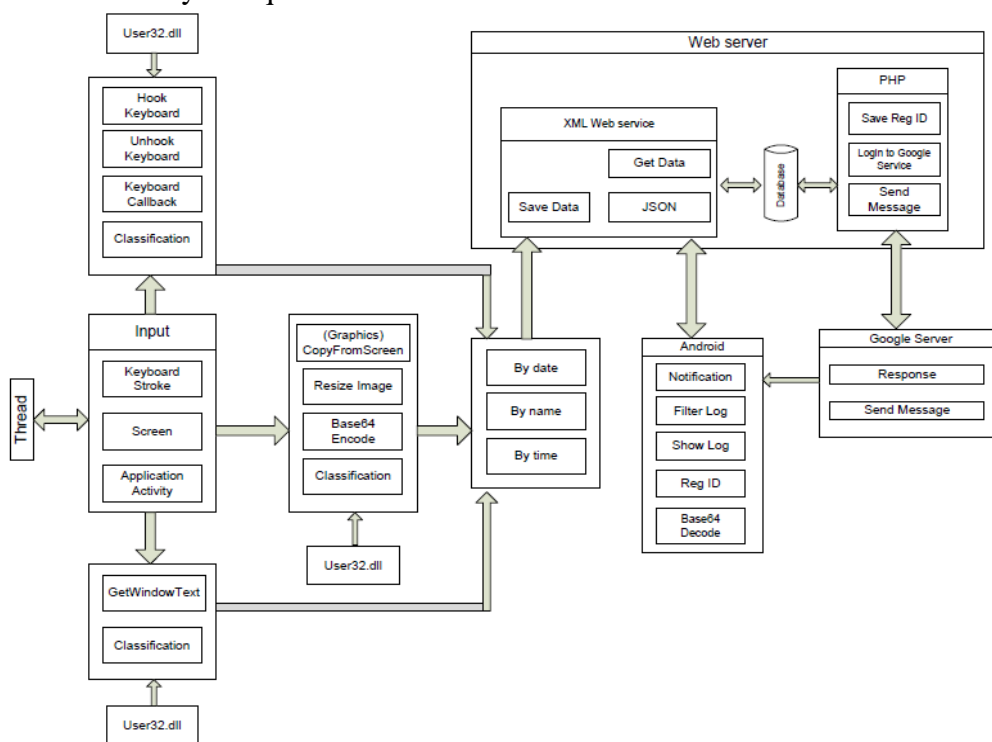 User32.dll
Hook
Keyboard
Unhook
Keyboard
Keyboard
Callback
Classification
Input
Keyboard
Stroke
Screen
Application
Activity
Thread
GetWindowText
Classification
User32.dll
(Graphics)
CopyFromScreen
Resize Image
Base64
Encode
Classification
User32.dll
By date
By name
By time
Web server
XML Web service
Get Data
Save Data
JSON
Database
PHP
Save Reg ID
Login to Google
Service
Send
Message
Android
Notification
Filter Log
Show Log
Reg ID
Base64
Decode
Google Server
Response
Send Message